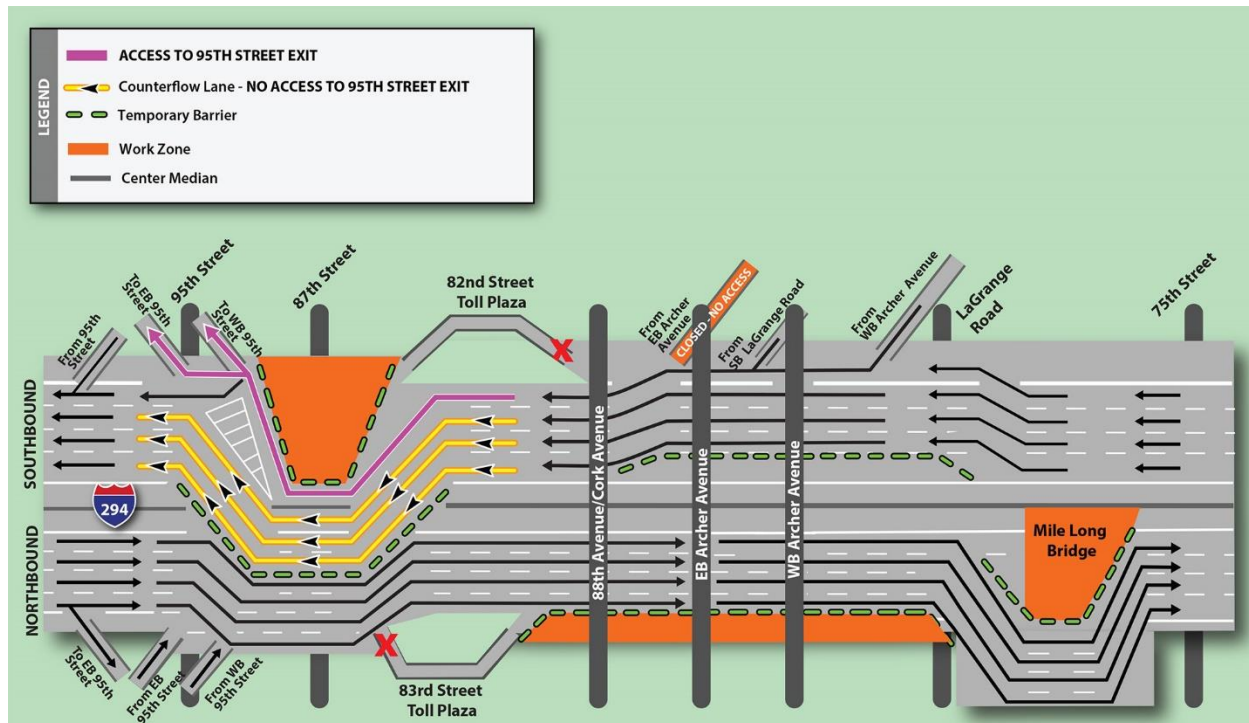 LEGEND
ACCESS TO 95TH STREET EXIT
Counterflow Lane - NO ACCESS TO 95TH STREET EXIT
Temporary Barrier
Work Zone
Center Median
From 95th
Street
To EB 95th
Street
95th Street
To WB 95th
Street
87th Street
82nd Street
Toll Plaza
From
EB Archer
Avenue
CLOSED - NO ACCESS
From
SB LaGrange Road
From
WB Archer Avenue
LaGrange
Road
75th Street
SOUTHBOUND
294
NORTHBOUND
88th Avenue/Cork Avenue
EB Archer Avenue
WB Archer Avenue
Mile Long
Bridge
To EB 95th
Street
From EB
95th Street
From WB
95th Street
83rd Street
Toll Plaza